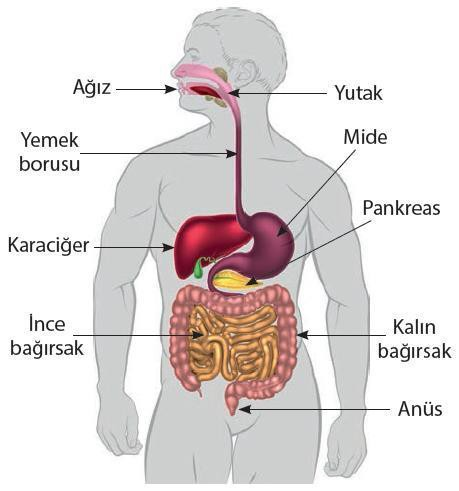 Ağız
Yutak
Yemek
borusu
Mide
Pankreas
Karaciğer
İnce
bağırsak
Kalın
bağırsak
Anüs